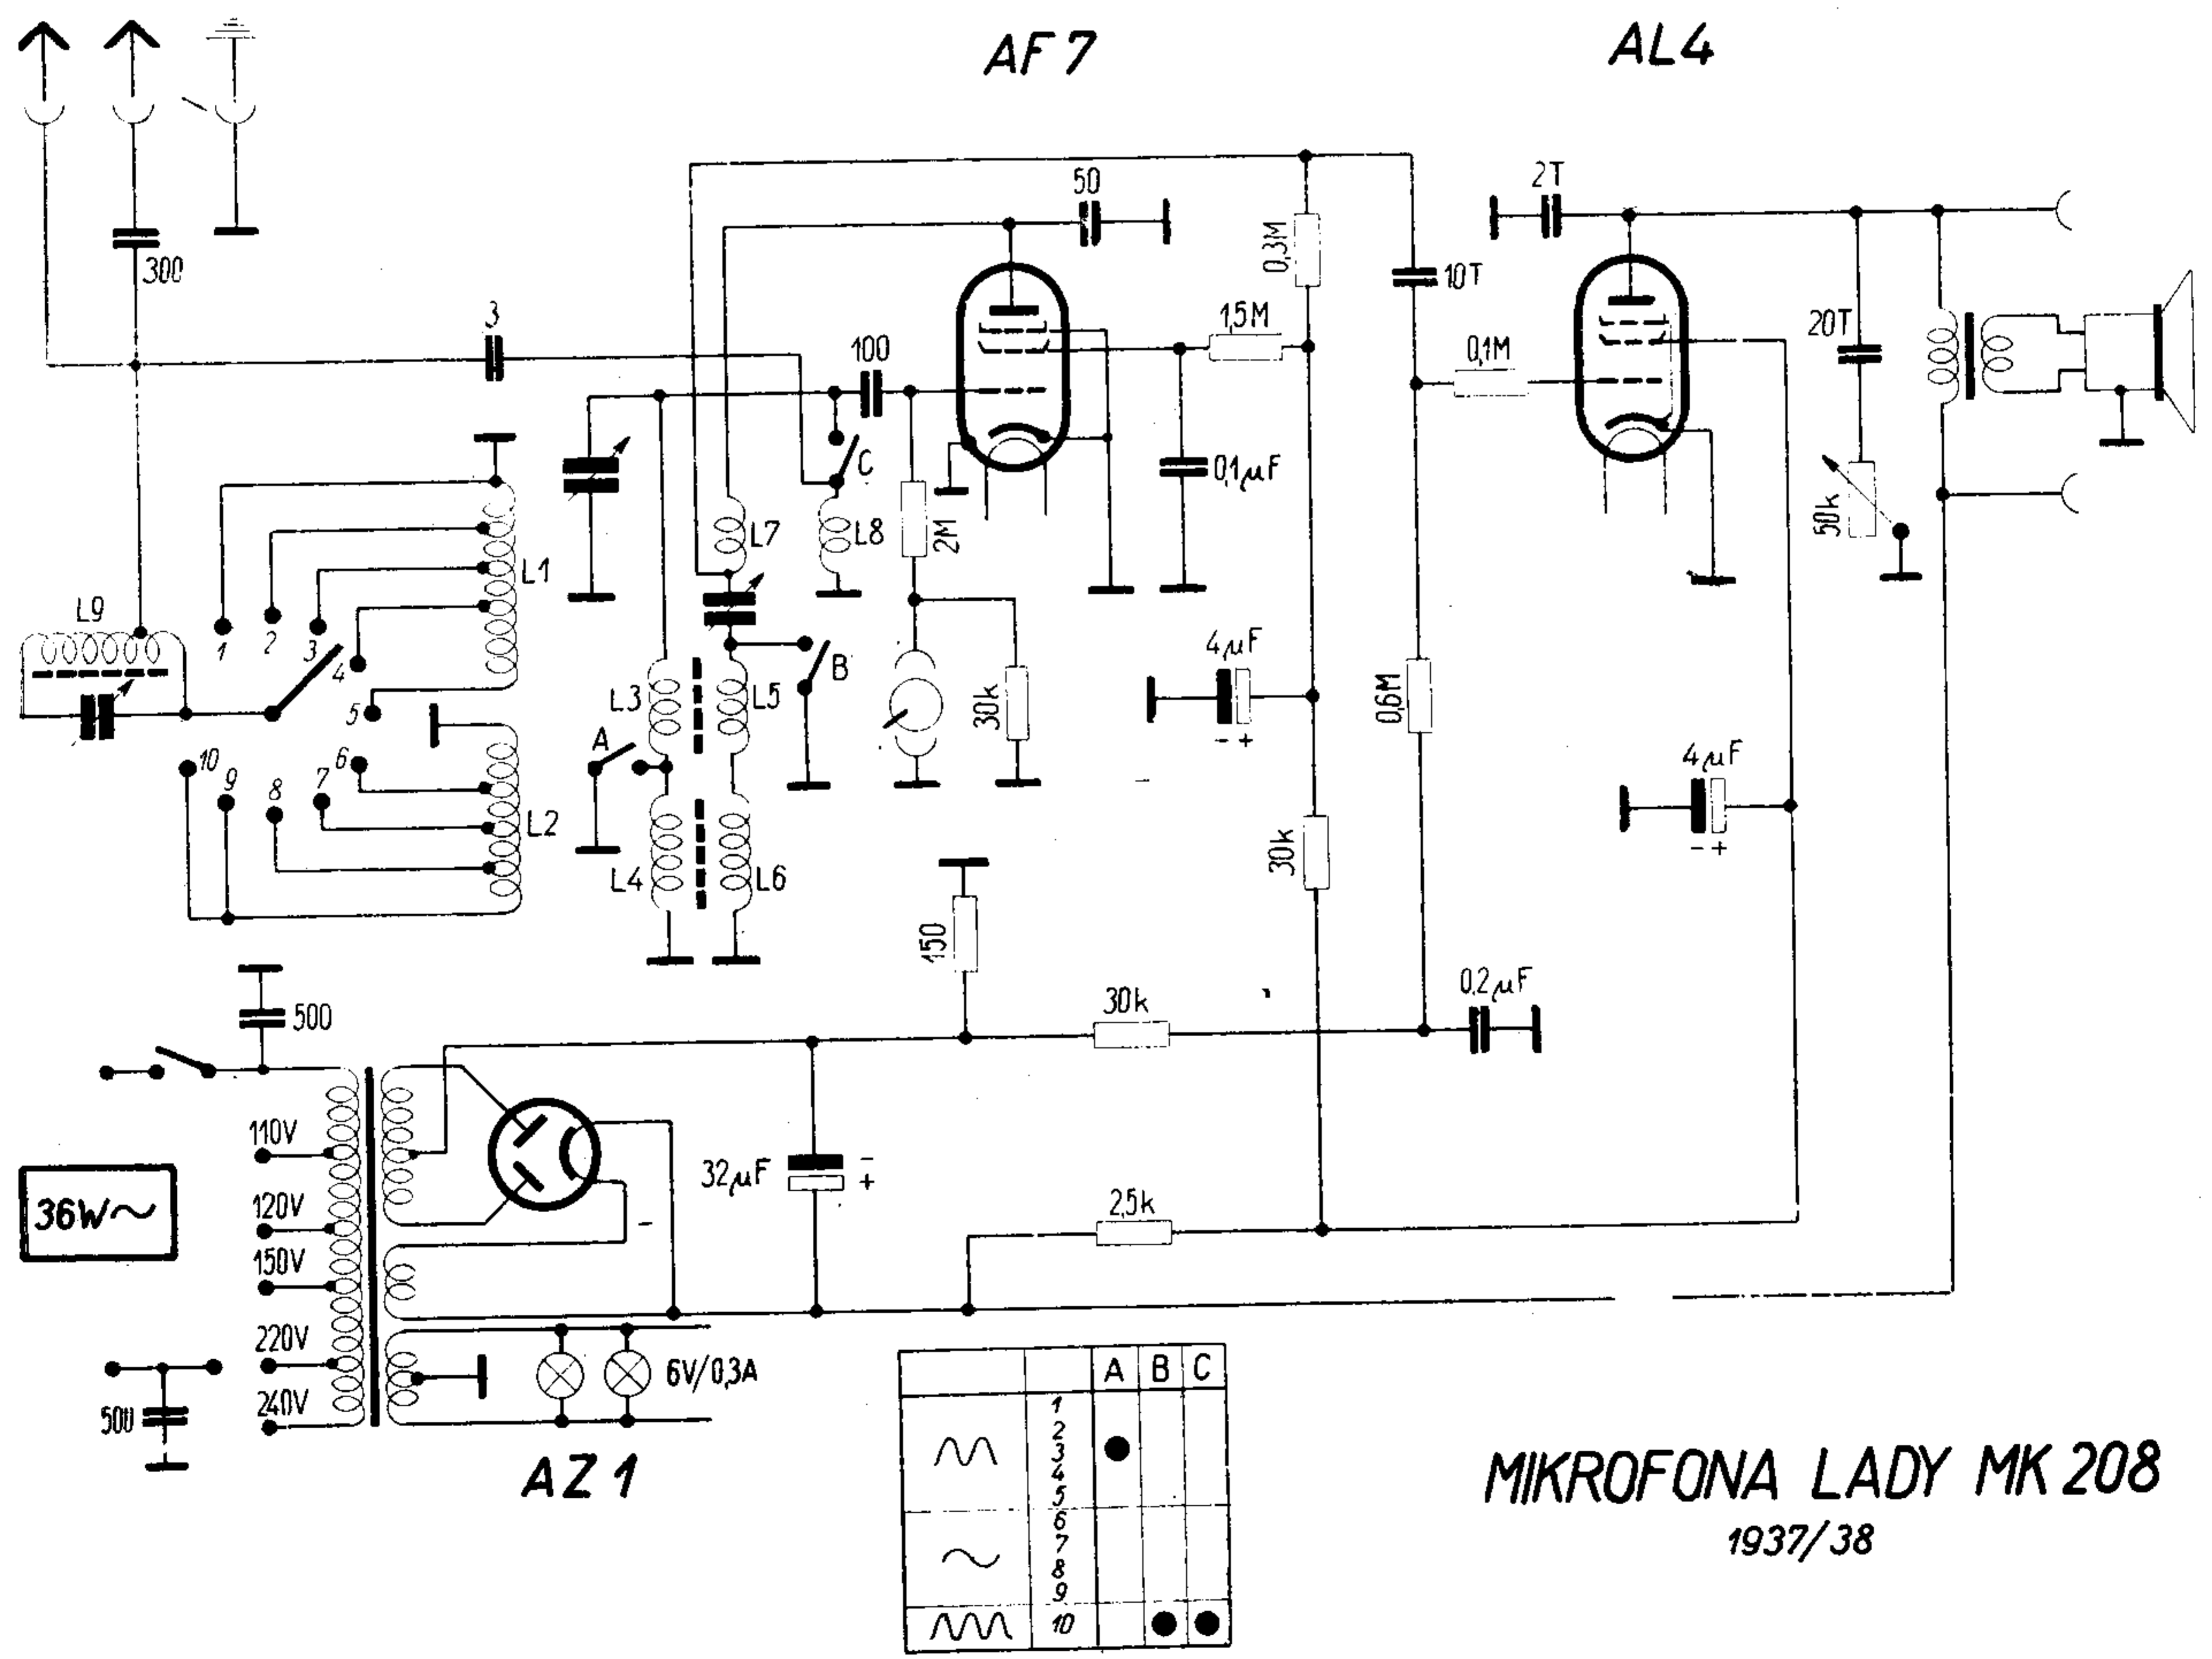 AF7
AL4
50
2T
300
0,3M
10T
3
1,5M
20T
100
0,1M
C
0,1µF
L7
L8
2M
50k
L1
L9
1
2
3
4
5
4µF
B
L3
L5
30k
0,6M
A
10
9
8
7
6
- +
4µF
L2
30k
L4
L6
- +
150
0,2µF
500
30k
110V
32µF
-
+
36W~
120V
2,5k
150V
220V
6V/0,3A
A B C
500
240V
1
2
3
4
5
6
7
8
9
10
AZ1
MIKROFONA LADY MK 208
1937/38